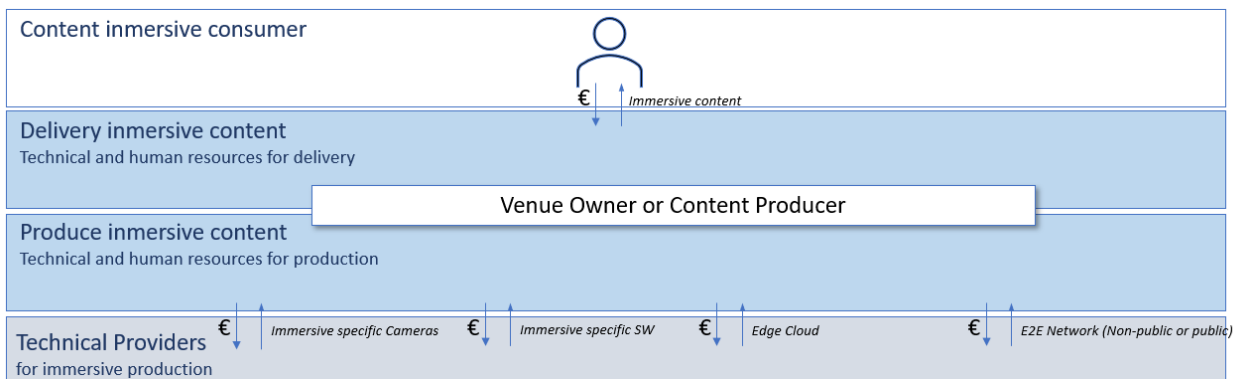 Content inmersive consumer
€ Immersive content
Delivery inmersive content
Technical and human resources for delivery
Venue Owner or Content Producer
Produce inmersive content
Technical and human resources for production
€ Immersive specific Cameras € Immersive specific SW € Edge Cloud € E2E Network (Non-public or public)
Technical Providers
for immersive production